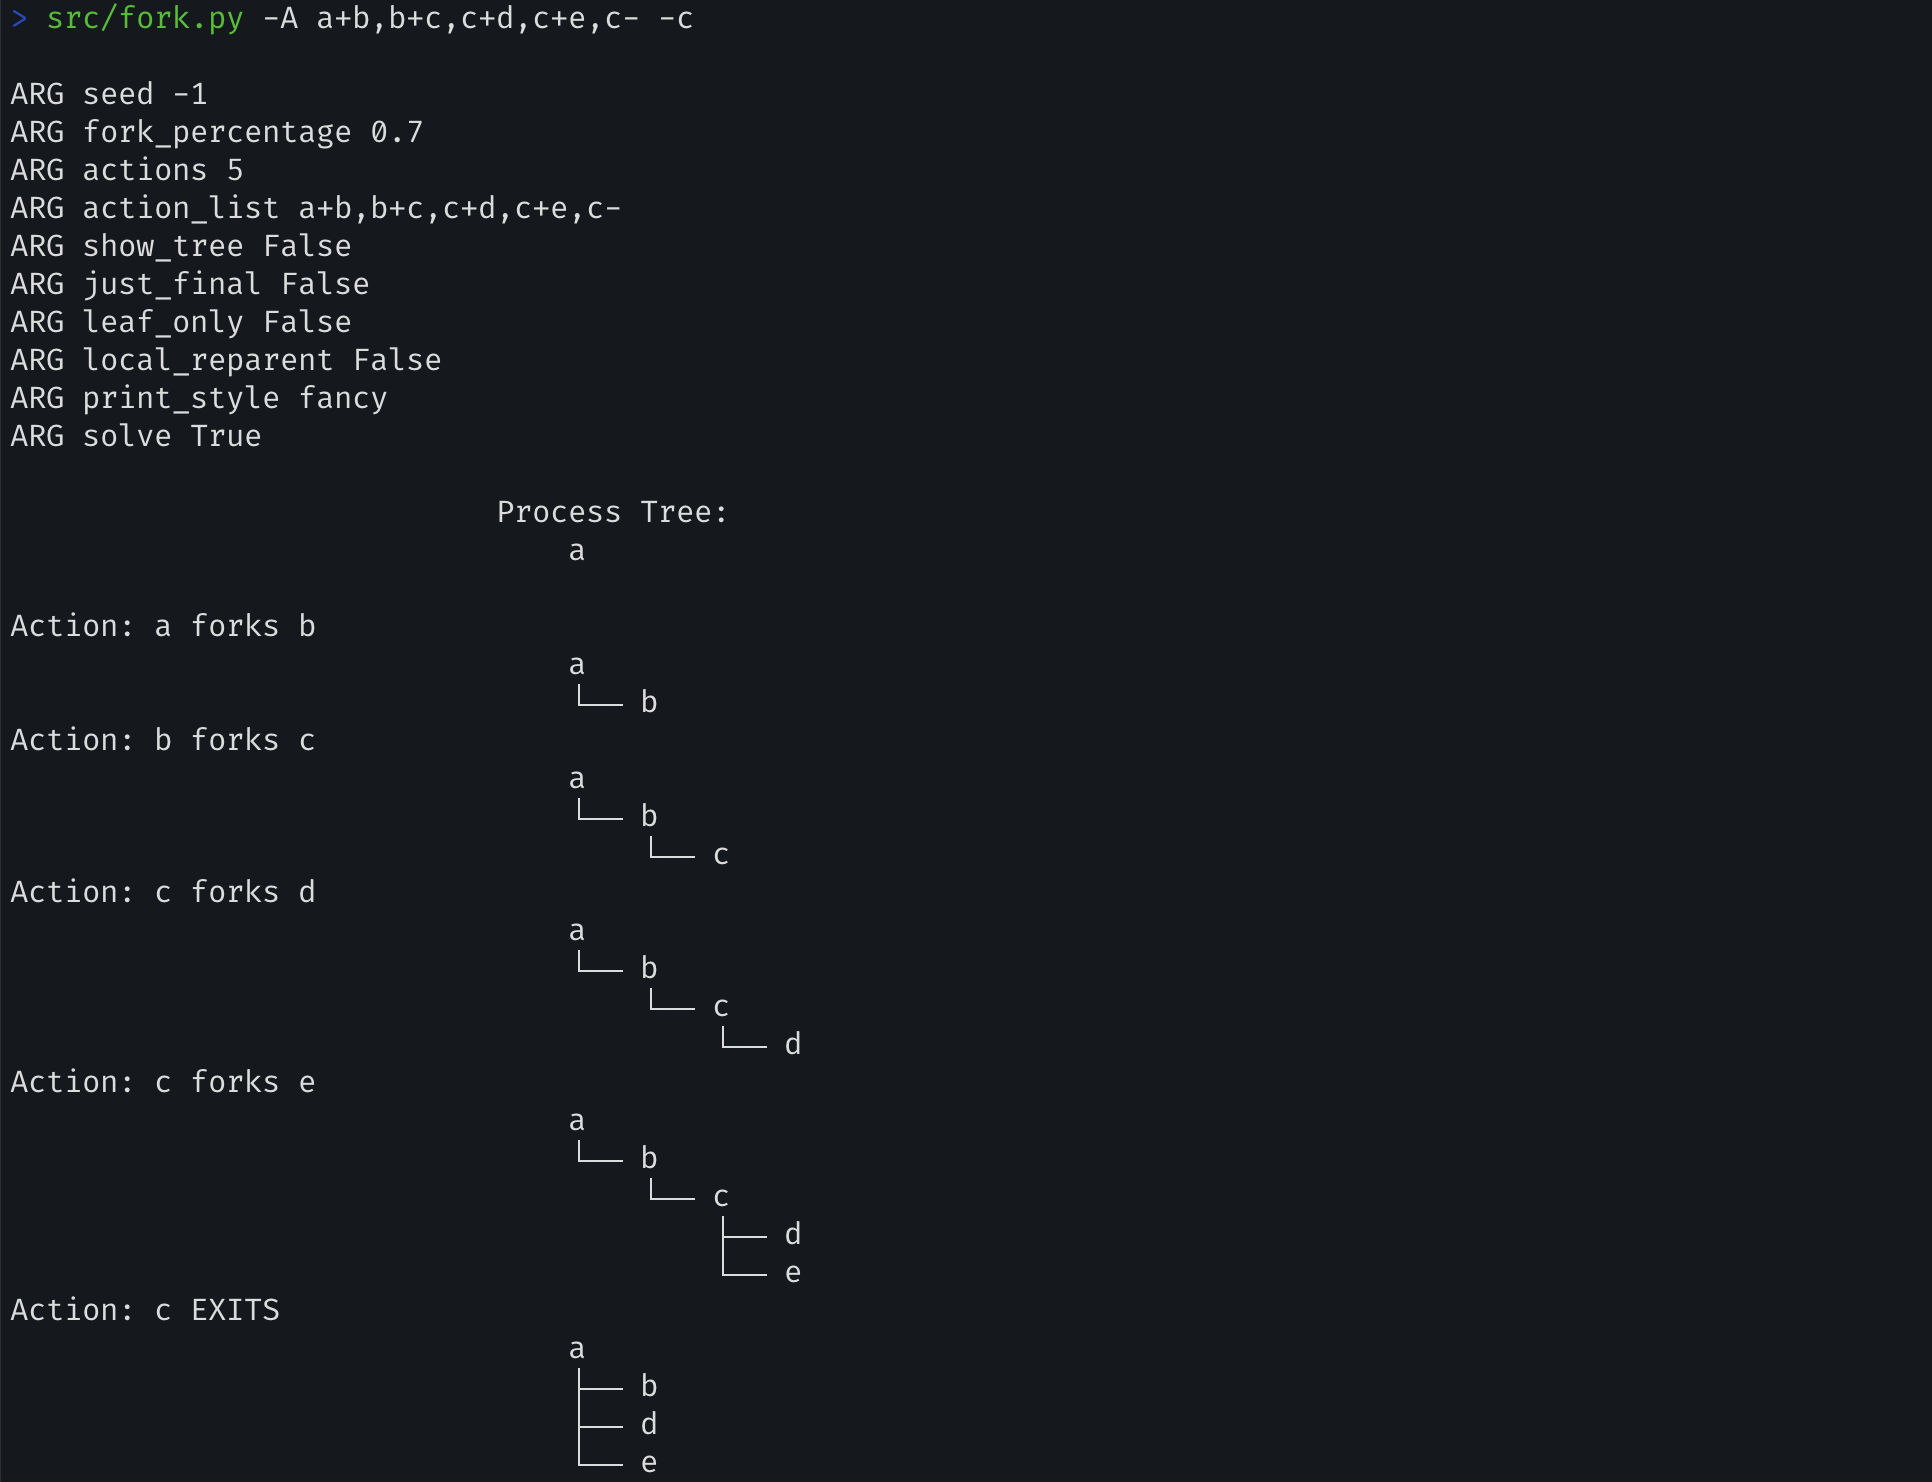 > src/fork.py -A a+b,b+c,c+d,c+e,c- -c
ARG seed -1
ARG fork_percentage 0.7
ARG actions 5
ARG action_list a+b,b+c,c+d,c+e,c-
ARG show_tree False
ARG just_final False
ARG leaf_only False
ARG local_reparent False
ARG print_style fancy
ARG solve True
Process Tree:
a
Action: a forks b
a
└── b
Action: b forks c
a
└── b
└── c
Action: c forks d
a
└── b
└── c
└── d
Action: c forks e
a
└── b
└── c
├── d
└── e
Action: c EXITS
a
├── b
├── d
└── e